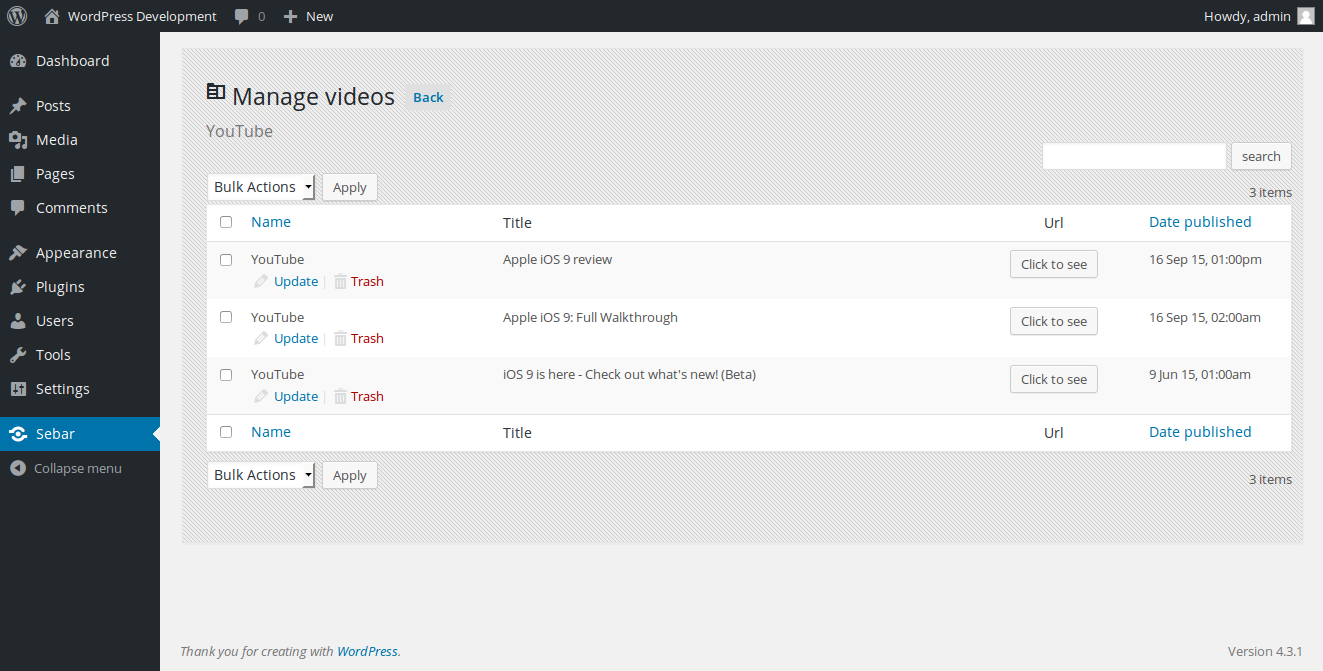 WordPress Development 0 New Howdy, admin
Dashboard
Posts
Media
Pages
Comments
Appearance
Plugins
Users
Tools
Settings
Sebar
Collapse menu
Manage videos Back
YouTube
search
Bulk Actions Apply 3 items
Name Title Url Date published
YouTube Apple iOS 9 review Click to see 16 Sep 15, 01:00pm
Update | Trash
YouTube Apple iOS 9: Full Walkthrough Click to see 16 Sep 15, 02:00am
Update | Trash
YouTube iOS 9 is here - Check out what's new! (Beta) Click to see 9 Jun 15, 01:00am
Update | Trash
Name Title Url Date published
Bulk Actions Apply 3 items
Thank you for creating with WordPress. Version 4.3.1